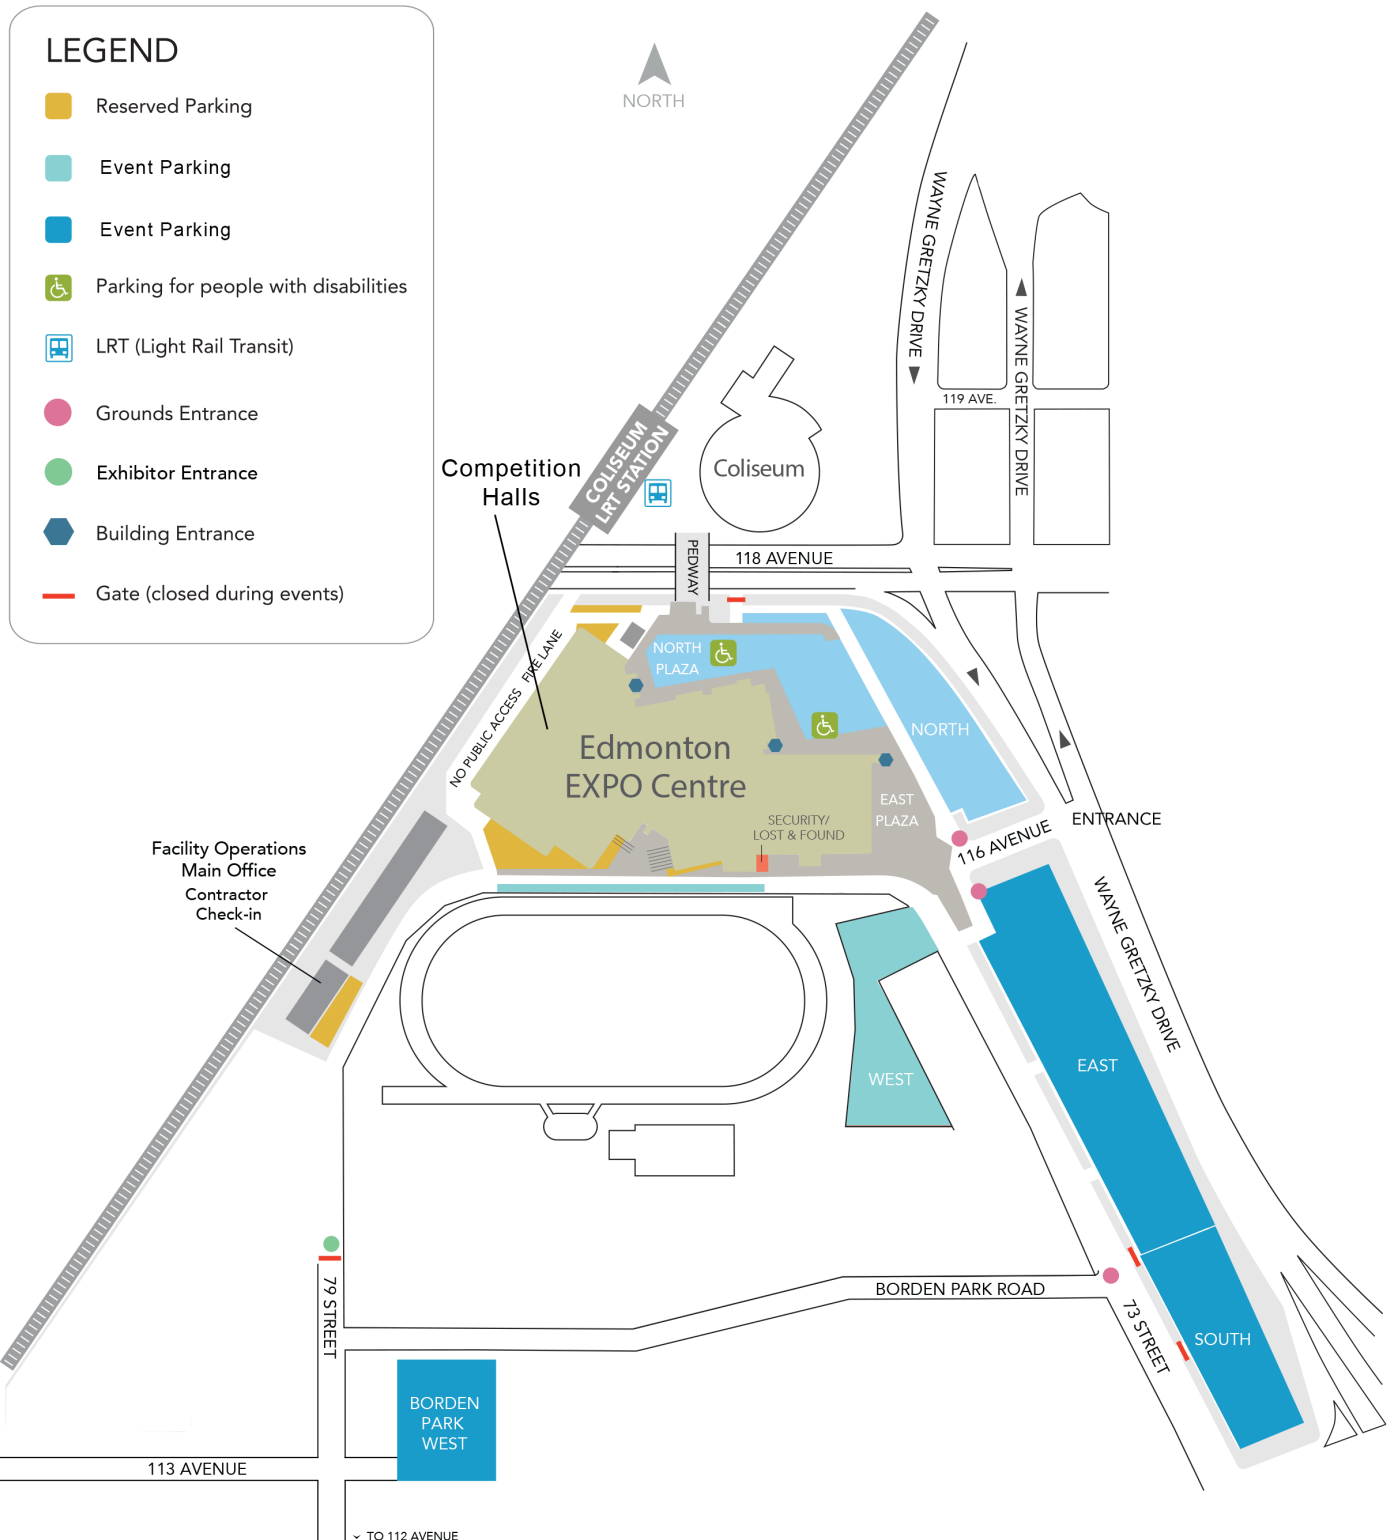 LEGEND
Reserved Parking
Event Parking
Event Parking
Parking for people with disabilities
LRT (Light Rail Transit)
Grounds Entrance
Exhibitor Entrance
Building Entrance
Gate (closed during events)
NORTH
WAYNE GRETZKY DRIVE
WAYNE GRETZKY DRIVE
119 AVE.
COLISEUM
LRT STATION
Coliseum
Competition
Halls
PEDWAY
118 AVENUE
NO PUBLIC ACCESS FIRE LANE
NORTH
PLAZA
NORTH
Edmonton
EXPO Centre
EAST
PLAZA
SECURITY/
LOST & FOUND
116 AVENUE
ENTRANCE
Facility Operations
Main Office
Contractor
Check-in
WAYNE GRETZKY DRIVE
WEST
EAST
79 STREET
BORDEN PARK ROAD
73 STREET
SOUTH
BORDEN
PARK
WEST
113 AVENUE
TO 112 AVENUE